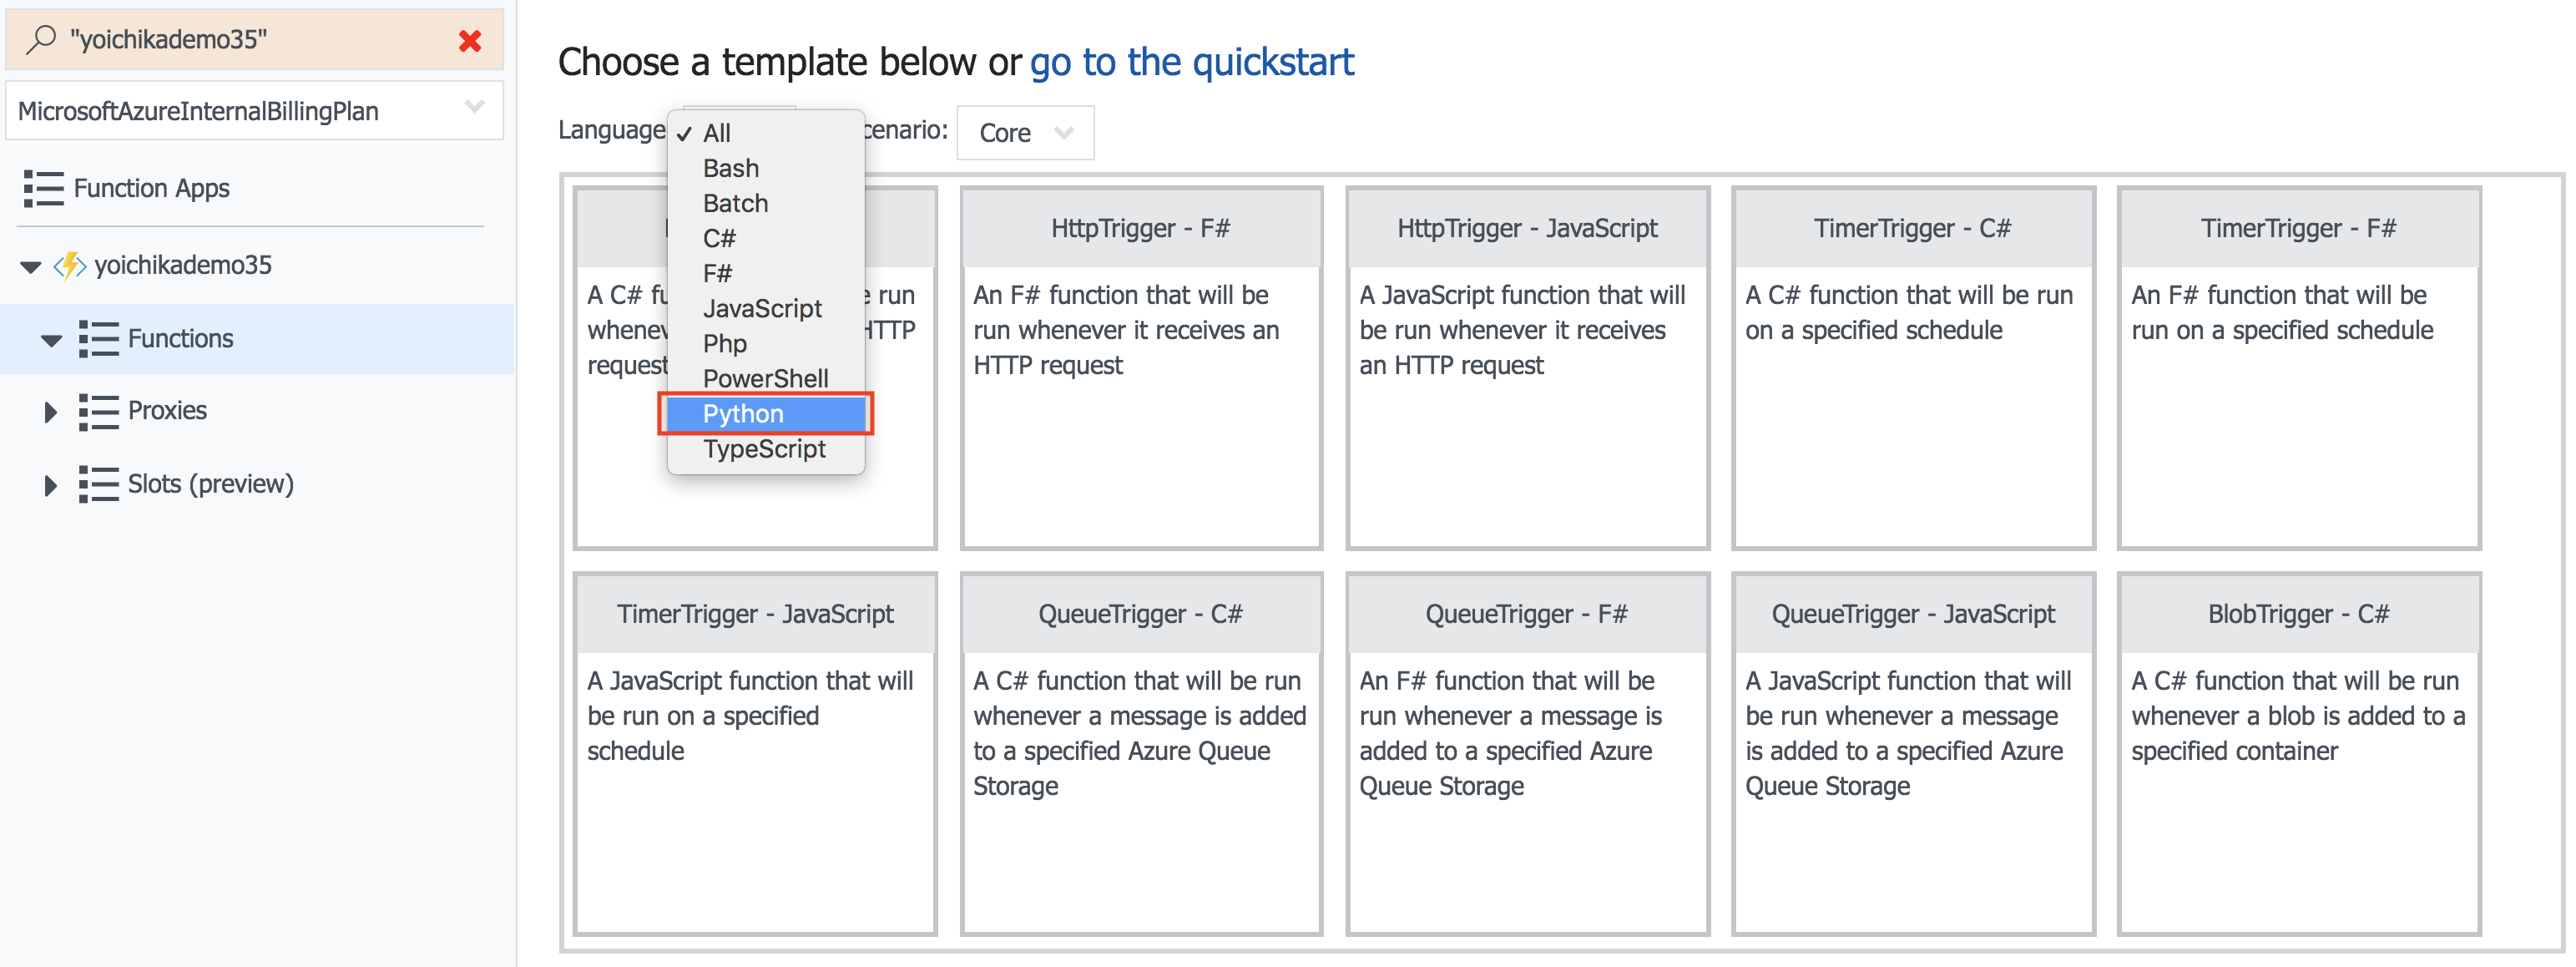 "yoichikademo35"
MicrosoftAzureInternalBillingPlan
Function Apps
yoichikademo35
Functions
Proxies
Slots (preview)
Choose a template below or go to the quickstart
Language
cenario:
Core
All
Bash
Batch
C#
F#
JavaScript
Php
PowerShell
Python
TypeScript
A C# fu
e run
whenev
HTTP
request
HttpTrigger - F#
An F# function that will be
run whenever it receives an
HTTP request
HttpTrigger - JavaScript
A JavaScript function that will
be run whenever it receives
an HTTP request
TimerTrigger - C#
A C# function that will be run
on a specified schedule
TimerTrigger - F#
An F# function that will be
run on a specified schedule
TimerTrigger - JavaScript
A JavaScript function that will
be run on a specified
schedule
QueueTrigger - C#
A C# function that will be run
whenever a message is added
to a specified Azure Queue
Storage
QueueTrigger - F#
An F# function that will be
run whenever a message is
added to a specified Azure
Queue Storage
QueueTrigger - JavaScript
A JavaScript function that will
be run whenever a message
is added to a specified Azure
Queue Storage
BlobTrigger - C#
A C# function that will be run
whenever a blob is added to a
specified container